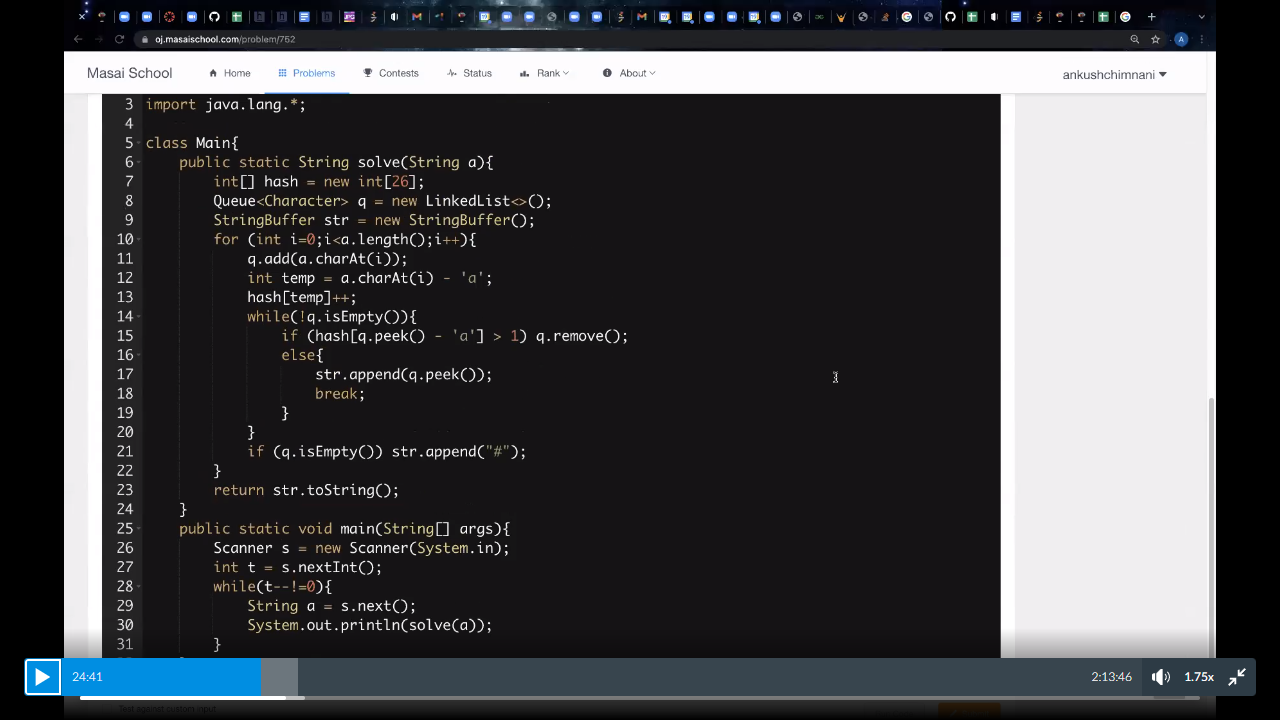 oj.masaischool.com/problem/752
Masai School
Home
Problems
Contests
Status
Rank
About
ankushchimnani
3 import java.lang.*;
4
5 class Main{
6 public static String solve(String a){
7 int[] hash = new int[26];
8 Queue<Character> q = new LinkedList<>();
9 StringBuffer str = new StringBuffer();
10 for (int i=0;i<a.length();i++){
11 q.add(a.charAt(i));
12 int temp = a.charAt(i) - 'a';
13 hash[temp]++;
14 while(!q.isEmpty()){
15 if (hash[q.peek() - 'a'] > 1) q.remove();
16 else{
17 str.append(q.peek());
18 break;
19 }
20 }
21 if (q.isEmpty()) str.append("#");
22 }
23 return str.toString();
24 }
25 public static void main(String[] args){
26 Scanner s = new Scanner(System.in);
27 int t = s.nextInt();
28 while(t--!=0){
29 String a = s.next();
30 System.out.println(solve(a));
31 }
24:41
2:13:46
1.75x
Test against custom input